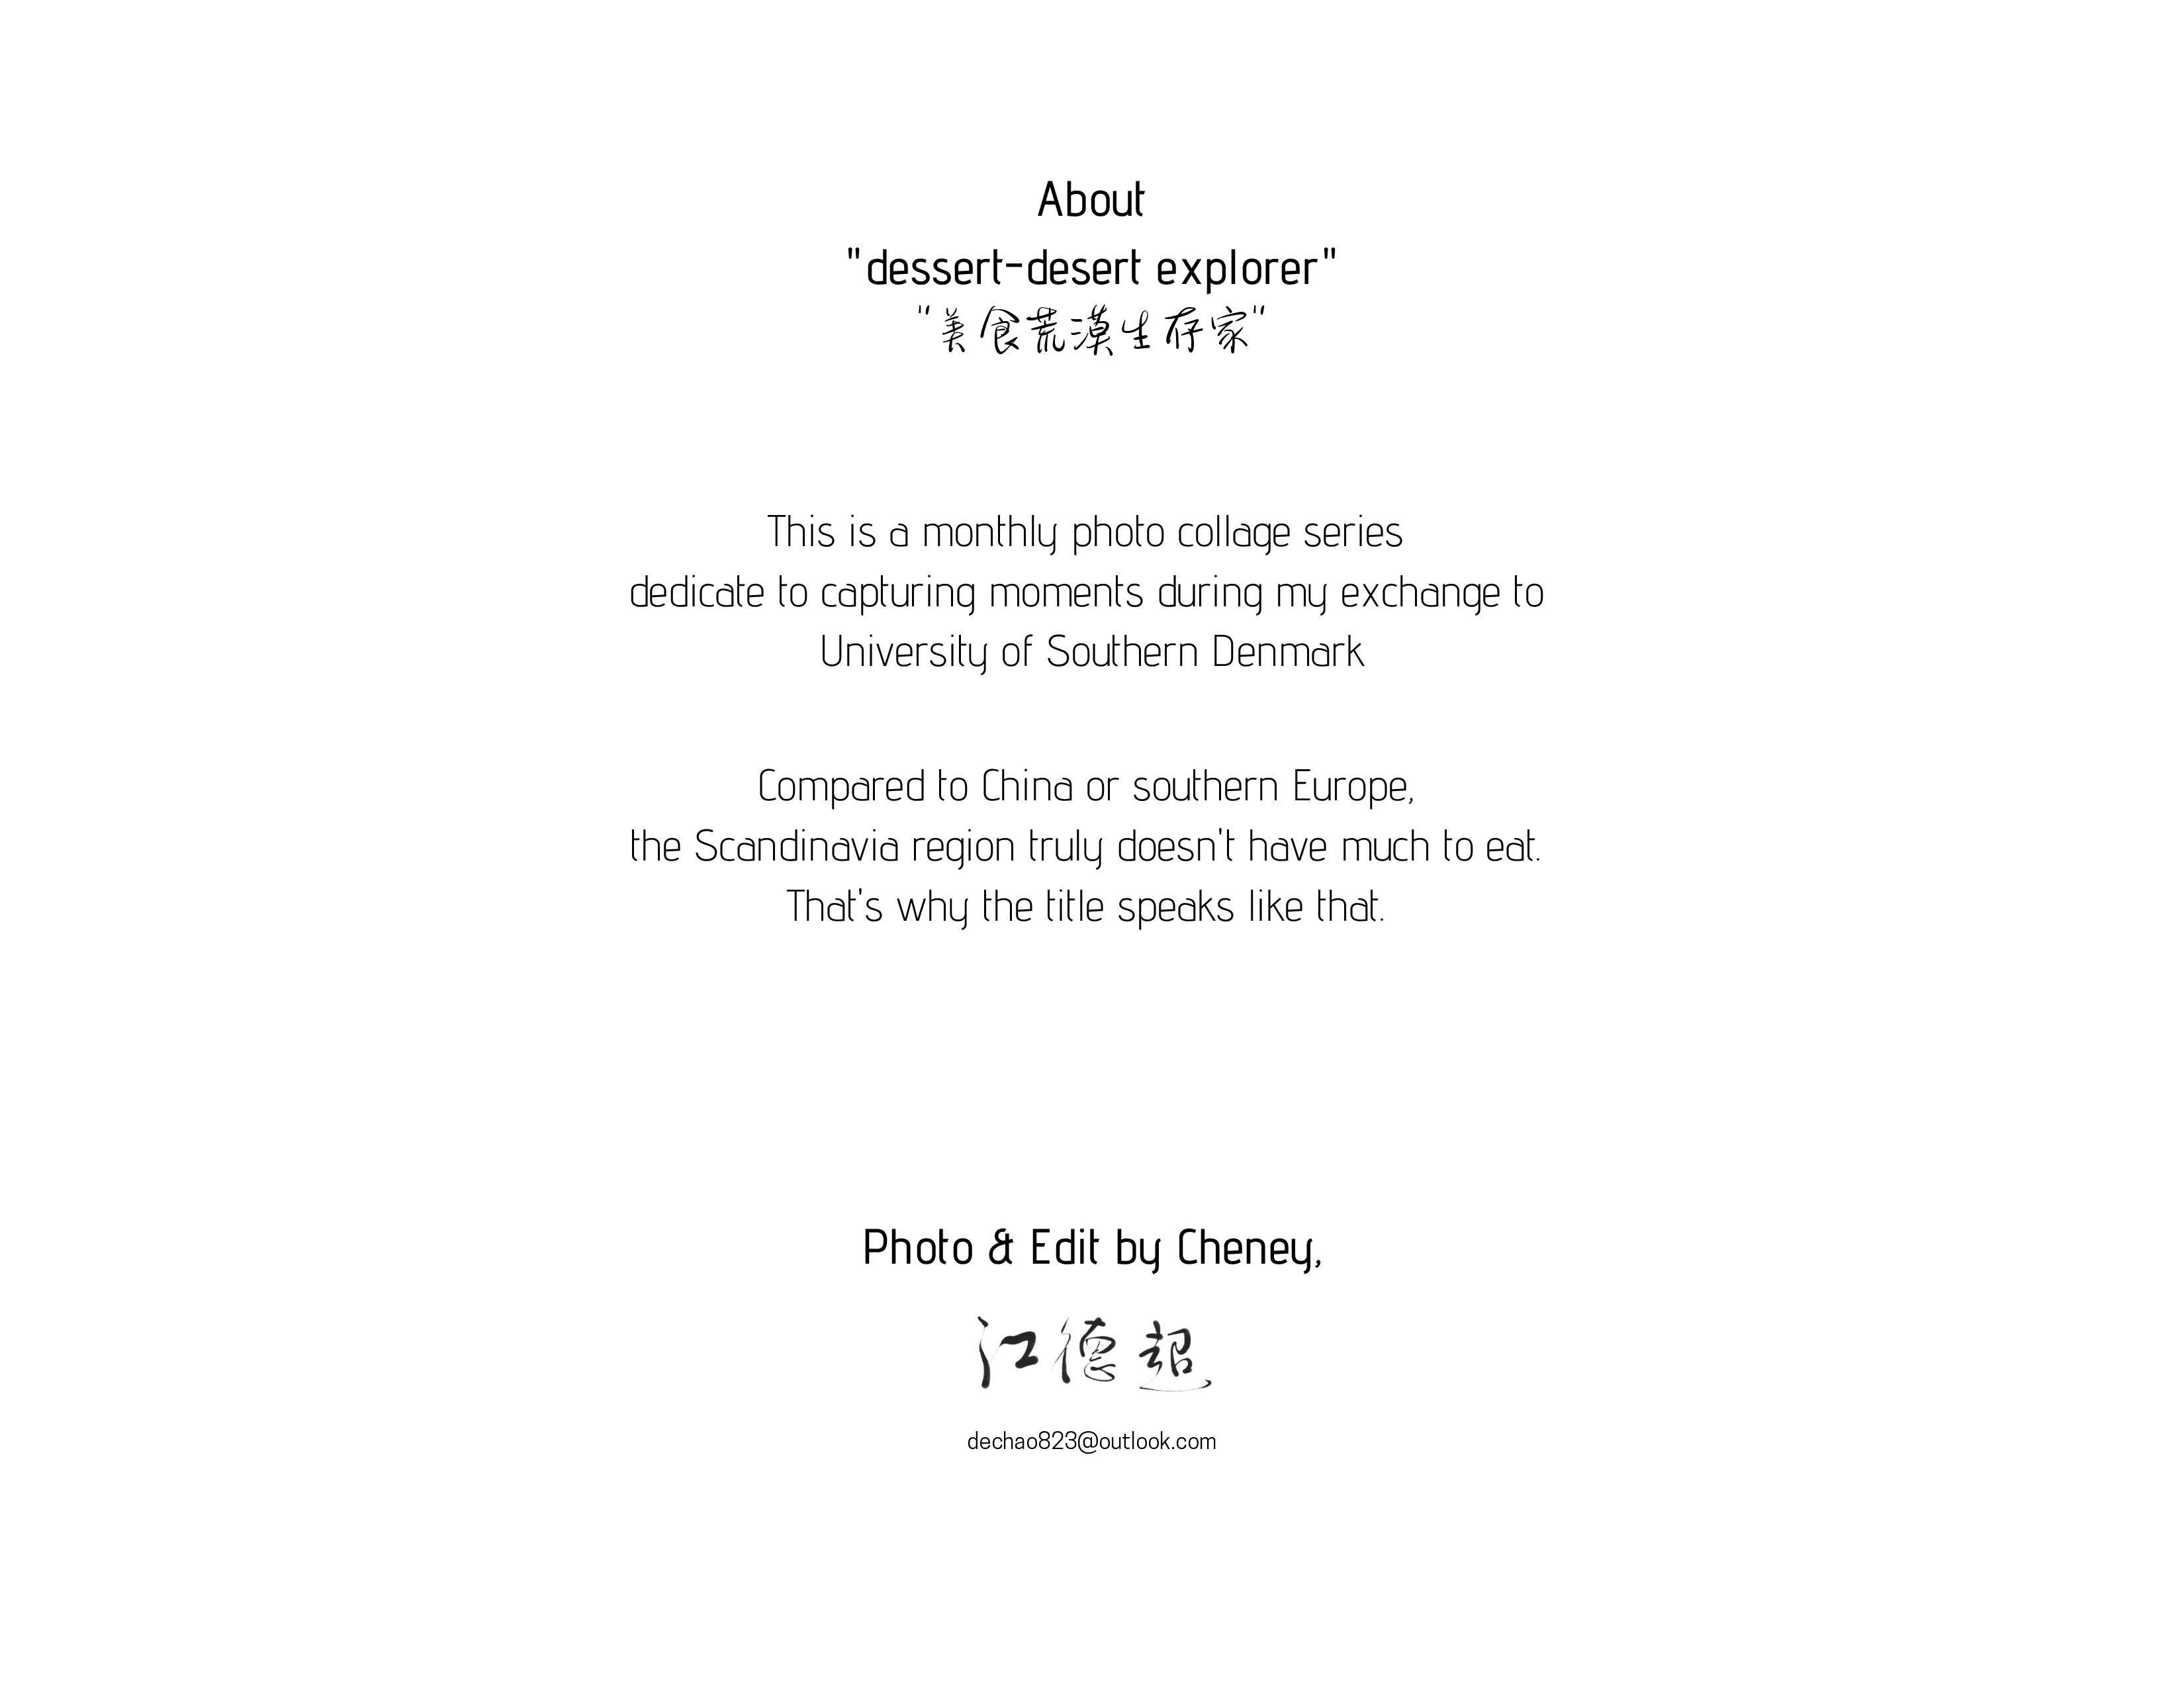 About
"dessert-desert explorer"
"美食荒漠生存家"
This is a monthly photo collage series
dedicate to capturing moments during my exchange to
University of Southern Denmark
Compared to China or southern Europe,
the Scandinavia region truly doesn't have much to eat.
That's why the title speaks like that.
Photo & Edit by Cheney,
江德超
dechao823@outlook.com